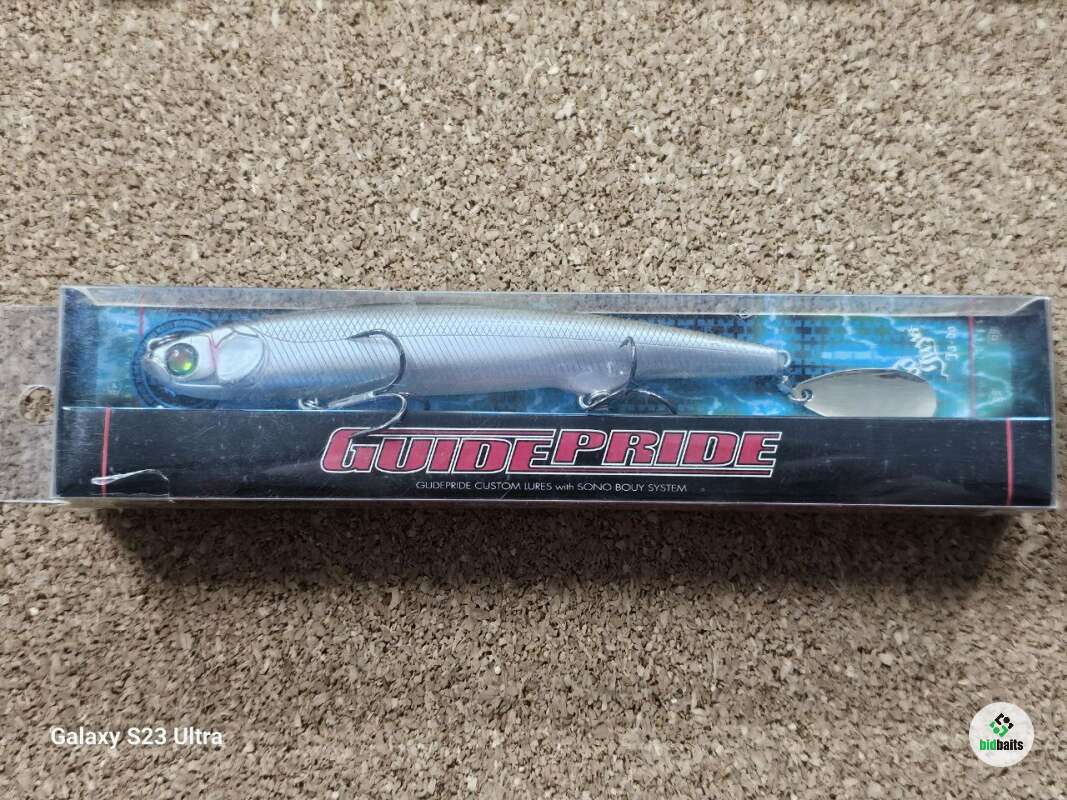 GUIDEPRIDE
GUIDEPRIDE CUSTOM LURES with SONO BOUY SYSTEM
Galaxy S23 Ultra
bidbaits